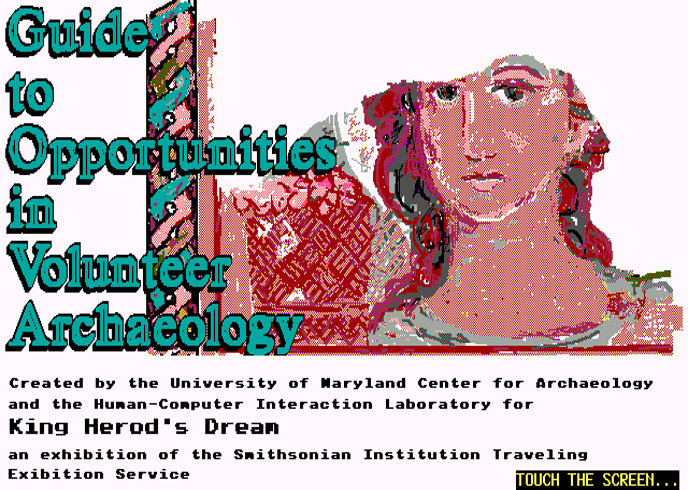 Guide
to
Opportunities
in
Volunteer
Archaeology
Created by the University of Maryland Center for Archaeology
and the Human-Computer Interaction Laboratory for
King Herod's Dream
an exhibition of the Smithsonian Institution Traveling
Exibition Service
TOUCH THE SCREEN...